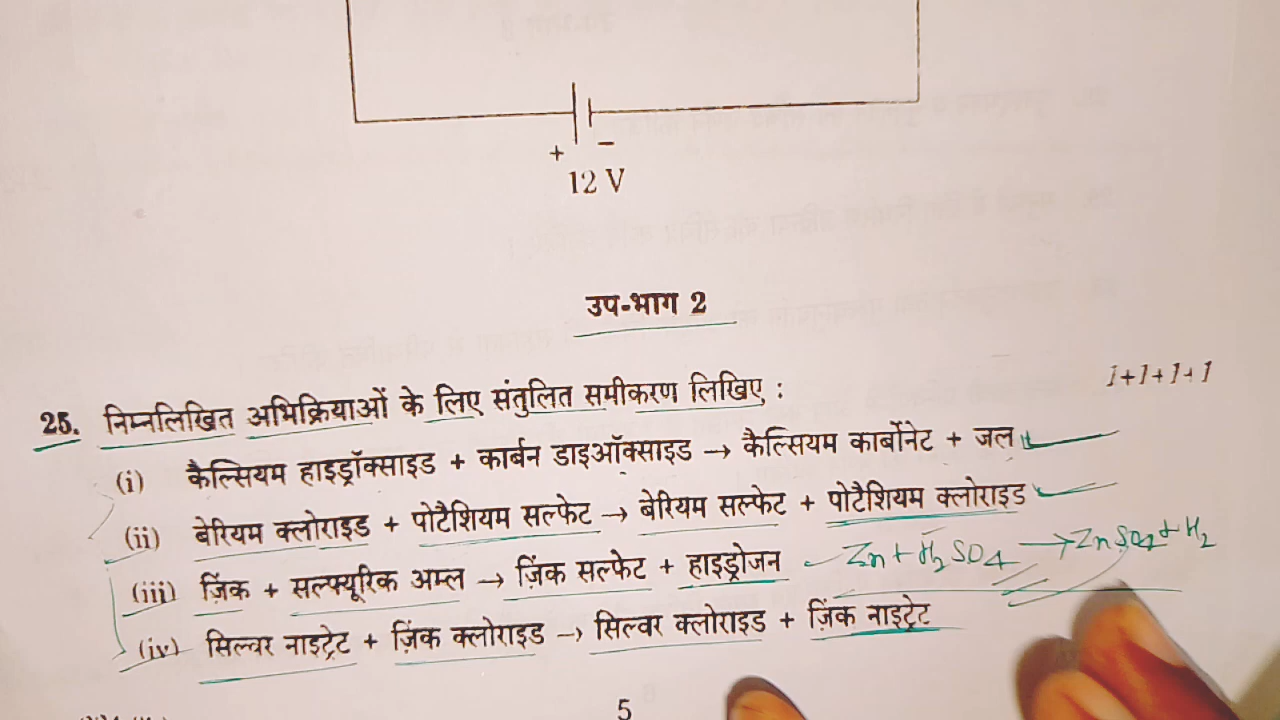 + −
12 V
उप-भाग 2
1+1+1+1
25. निम्नलिखित अभिक्रियाओं के लिए संतुलित समीकरण लिखिए :
(i) कैल्सियम हाइड्रॉक्साइड + कार्बन डाइऑक्साइड → कैल्सियम कार्बोनेट + जल
(ii) बेरियम क्लोराइड + पोटैशियम सल्फेट → बेरियम सल्फेट + पोटैशियम क्लोराइड
(iii) ज़िंक + सल्फ्यूरिक अम्ल → ज़िंक सल्फेट + हाइड्रोजन Zn + H₂SO₄ → ZnSO₄ + H₂
(iv) सिल्वर नाइट्रेट + ज़िंक क्लोराइड → सिल्वर क्लोराइड + ज़िंक नाइट्रेट
5